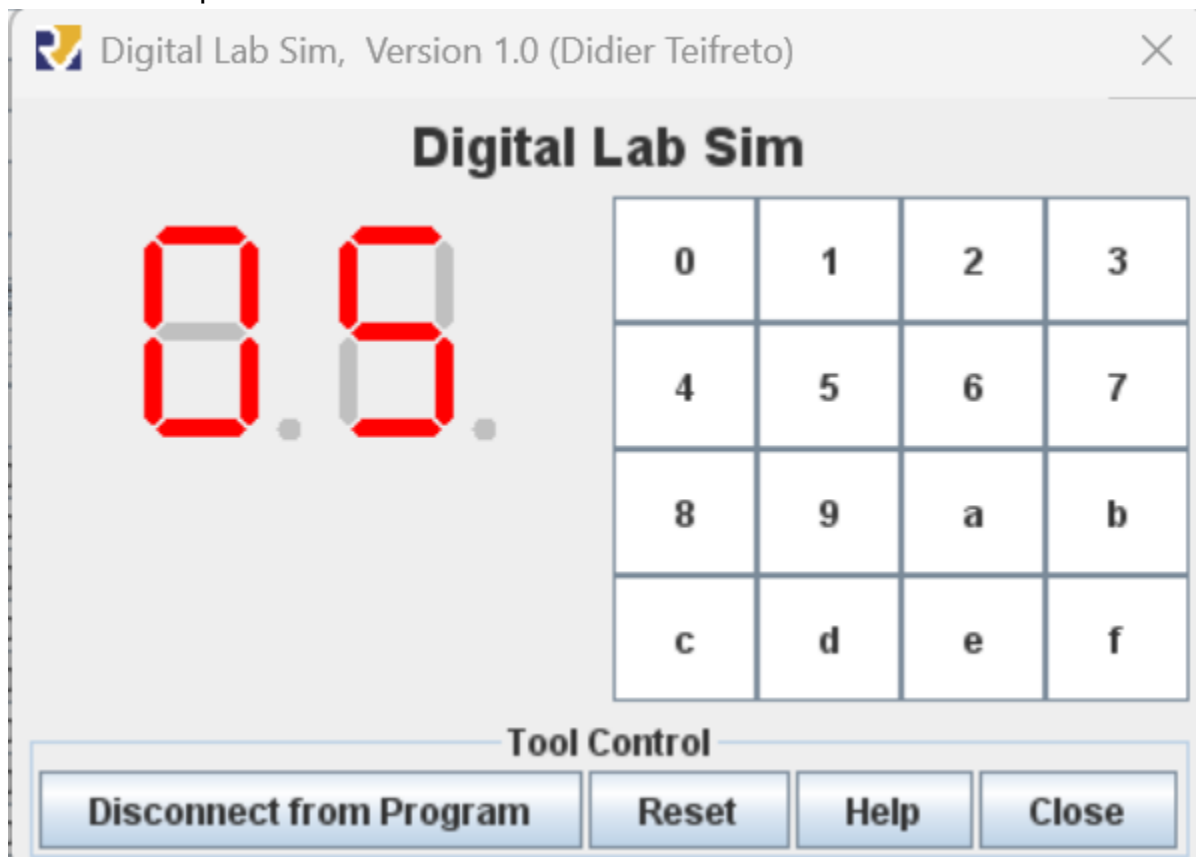 Digital Lab Sim, Version 1.0 (Didier Teifreto)
Digital Lab Sim
05
0 1 2 3
4 5 6 7
8 9 a b
c d e f
Tool Control
Disconnect from Program Reset Help Close